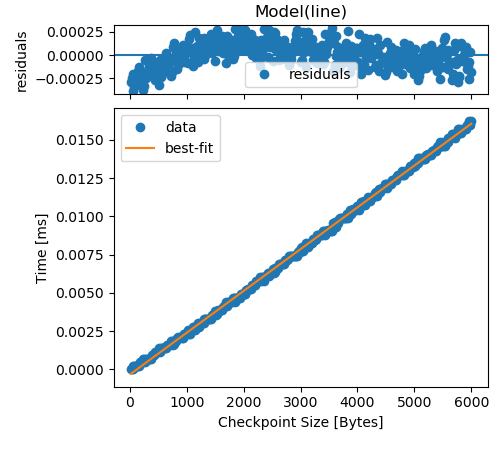 Model(line)
residuals
0.00025
0.00000
−0.00025
residuals
Time [ms]
0.0150
0.0125
0.0100
0.0075
0.0050
0.0025
0.0000
data
best-fit
0 1000 2000 3000 4000 5000 6000
Checkpoint Size [Bytes]